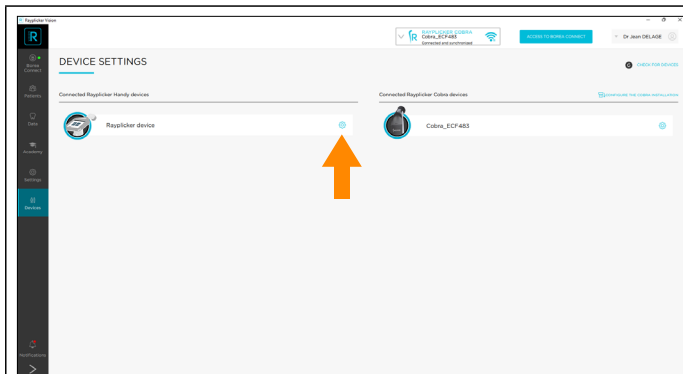 Rayplicker Vision
RAYPLICKER COBRA
Cobra_ECF483
Connected and synchronized
ACCESS TO BOREA CONNECT
Dr Jean DELAGE
Borea
Connect
Patients
Data
Academy
Settings
Devices
Notifications
DEVICE SETTINGS
CHECK FOR DEVICES
Connected Rayplicker Handy devices
Rayplicker device
Connected Rayplicker Cobra devices
CONFIGURE THE COBRA INSTALLATION
Cobra_ECF483